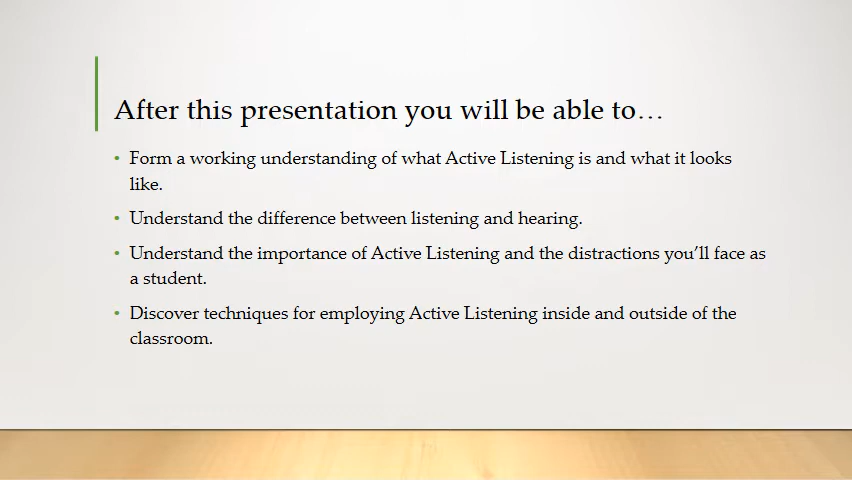 After this presentation you will be able to…
• Form a working understanding of what Active Listening is and what it looks
like.
• Understand the difference between listening and hearing.
• Understand the importance of Active Listening and the distractions you’ll face as
a student.
• Discover techniques for employing Active Listening inside and outside of the
classroom.